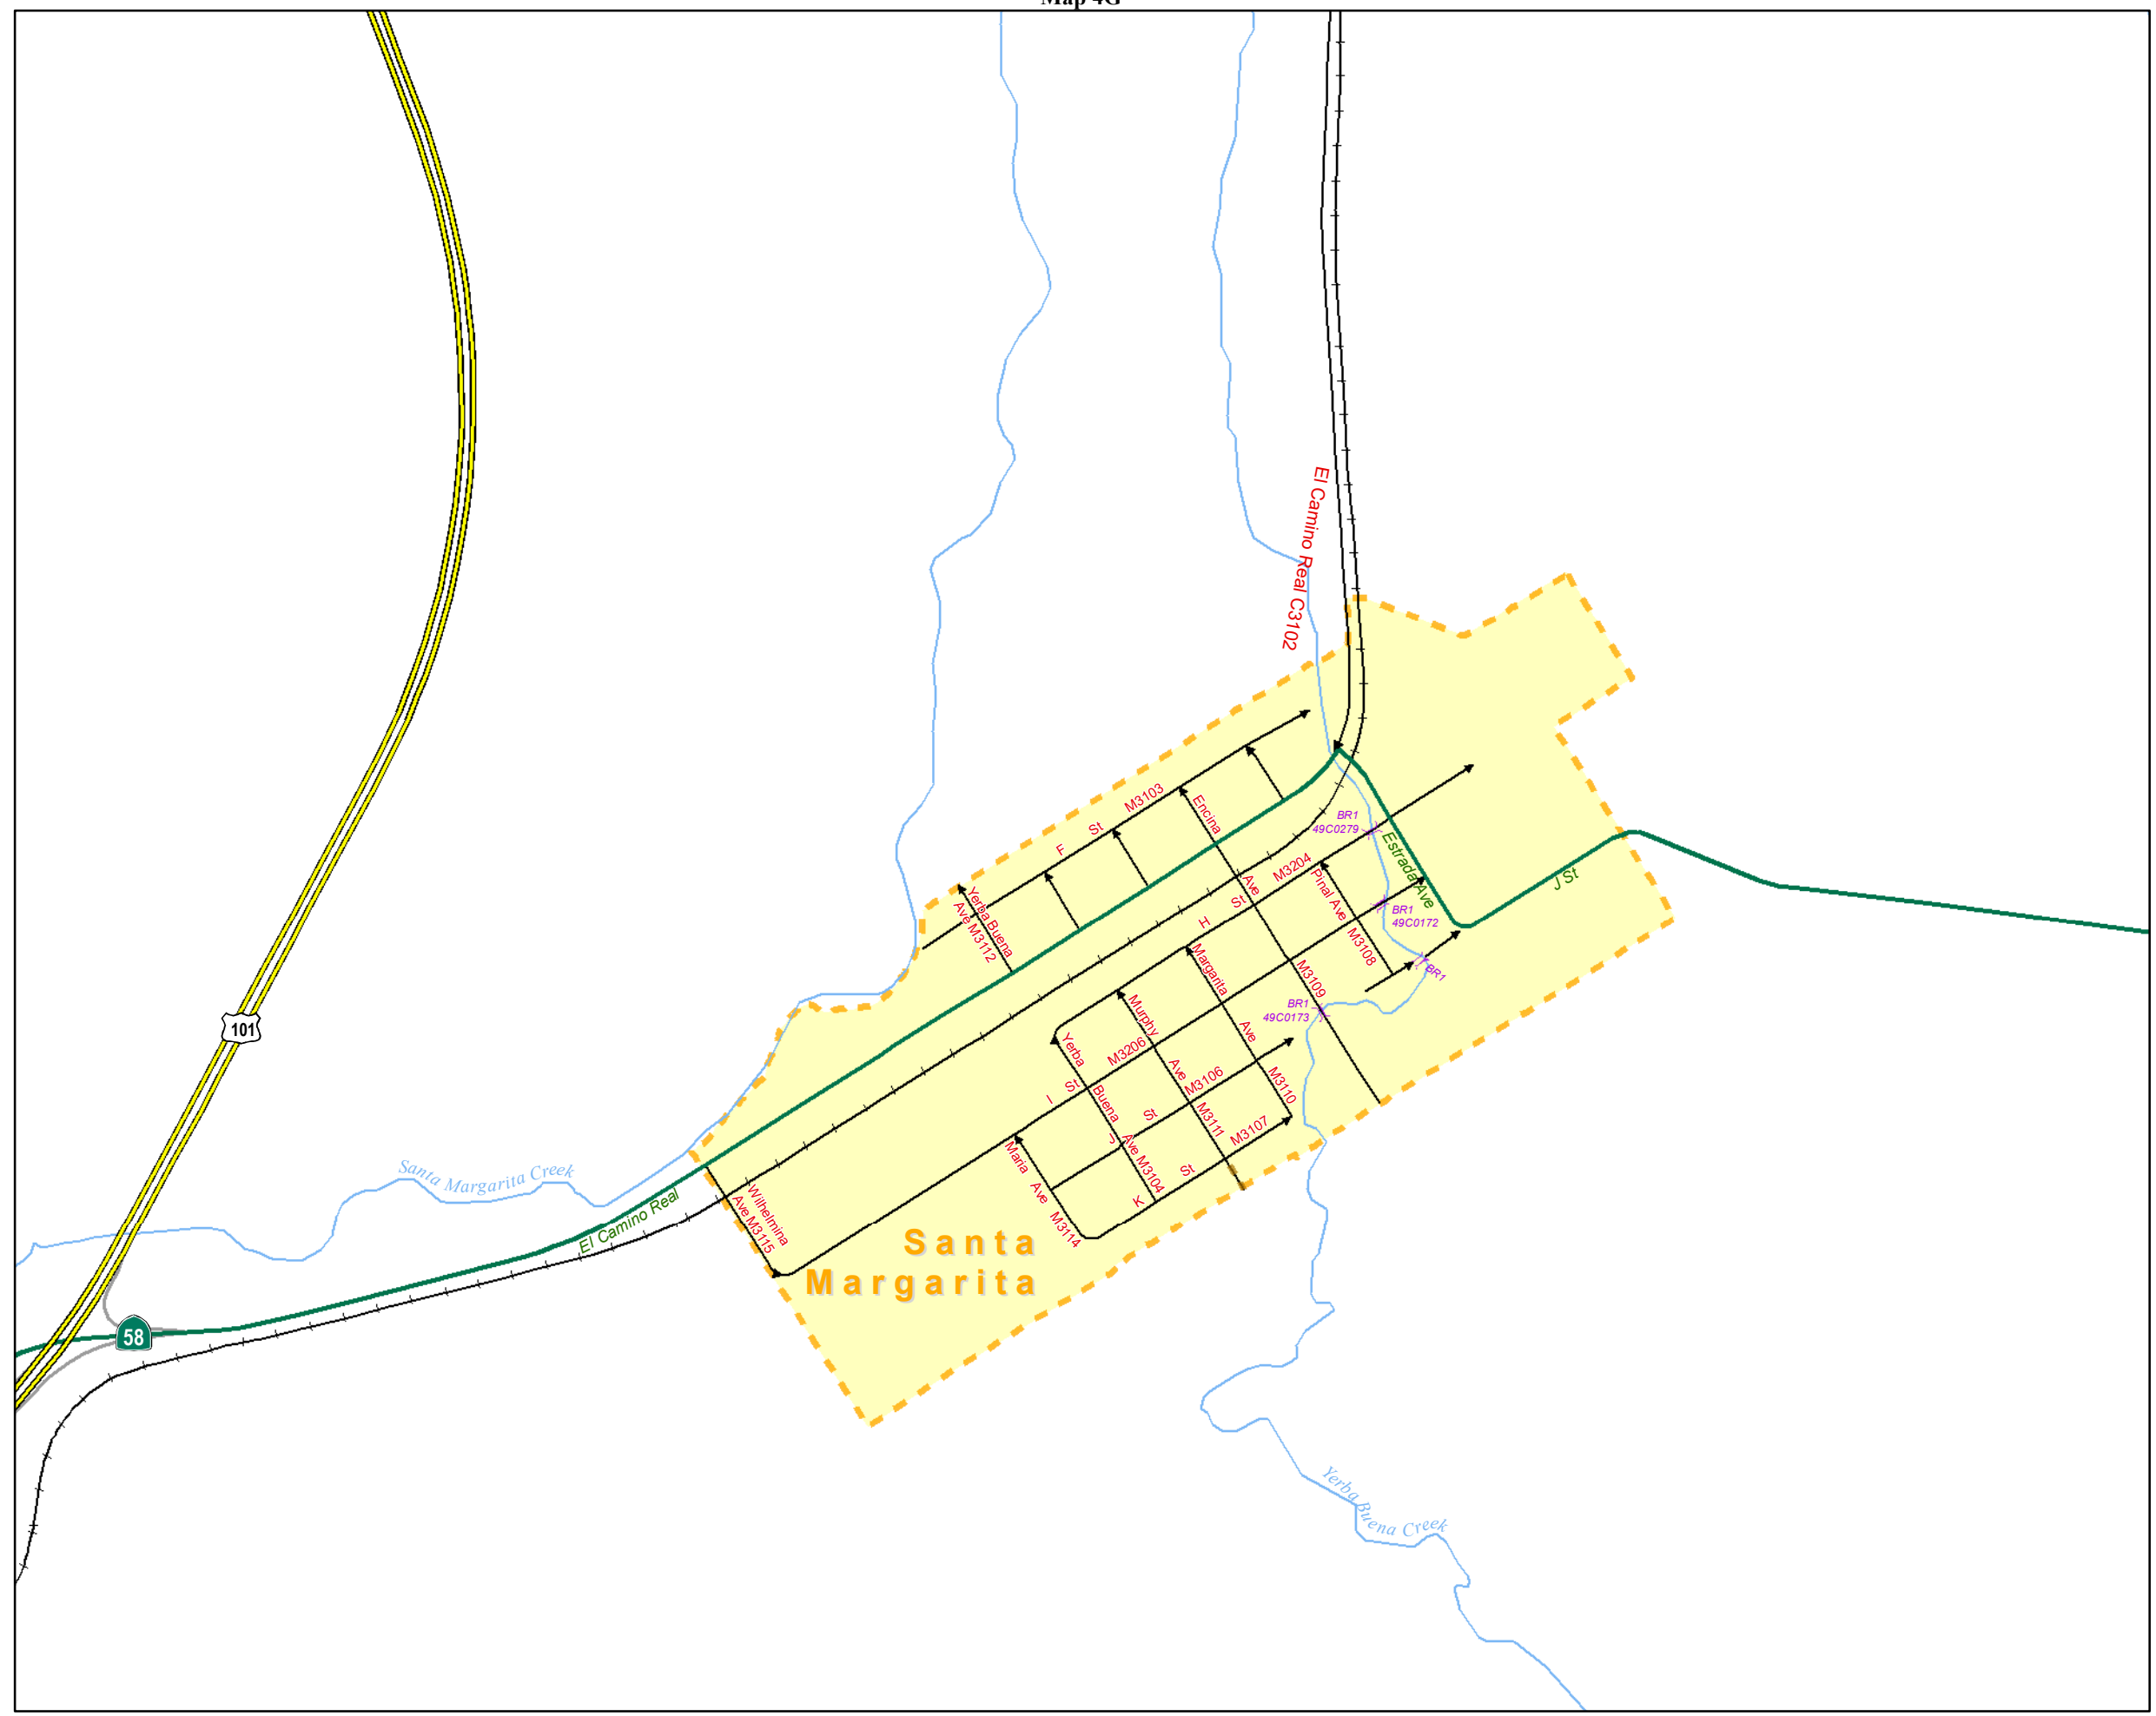 Map 4G
El Camino Real C3102
M3103
St
F
Encina
Ave
M3109
Yerba Buena
Ave M3112
BR1
49C0279
Estrada Ave
J St
M3204
St
H
Pinal Ave
M3108
BR1
49C0172
BR1
BR1
49C0173
Margarita
Ave
M3110
Murphy
Ave
M3111
Yerba
Buena
Ave M3104
M3206
St
I
M3106
St
J
M3107
St
K
Maria
Ave
M3114
Wilhelmina
Ave M3115
101
Santa Margarita Creek
El Camino Real
58
Santa
Margarita
Yerba Buena Creek